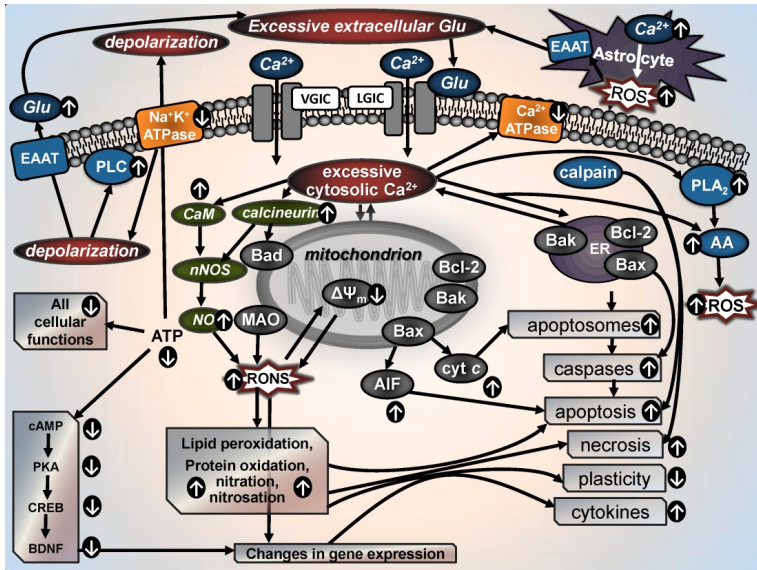 Excessive extracellular Glu
depolarization
Ca²⁺
EAAT
Astrocyte
ROS
Ca²⁺
Ca²⁺
Glu
Glu
VGIC
LGIC
Na⁺K⁺
ATPase
Ca²⁺
ATPase
EAAT
PLC
excessive
cytosolic Ca²⁺
calpain
PLA₂
CaM
calcineurin
depolarization
Bad
mitochondrion
Bak
Bcl-2
ER
Bax
AA
nNOS
Bcl-2
ΔΨm
Bak
ROS
All
cellular
functions
ATP
NO
MAO
Bax
apoptosomes
RONS
AIF
cyt c
caspases
apoptosis
cAMP
PKA
CREB
BDNF
Lipid peroxidation,
Protein oxidation,
nitration,
nitrosation
necrosis
plasticity
cytokines
Changes in gene expression